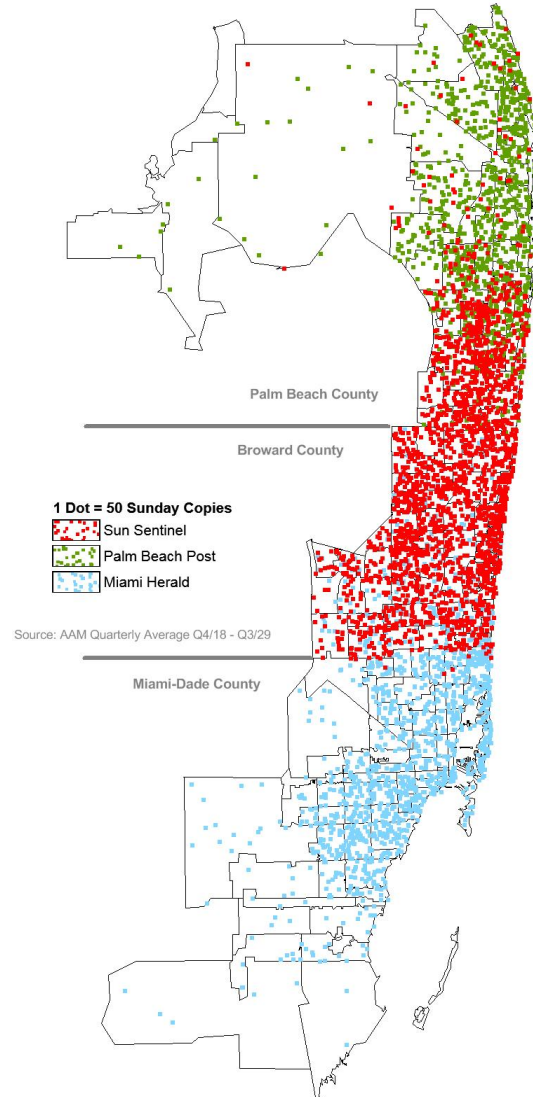 Palm Beach County
Broward County
1 Dot = 50 Sunday Copies
Sun Sentinel
Palm Beach Post
Miami Herald
Source: AAM Quarterly Average Q4/18 - Q3/29
Miami-Dade County